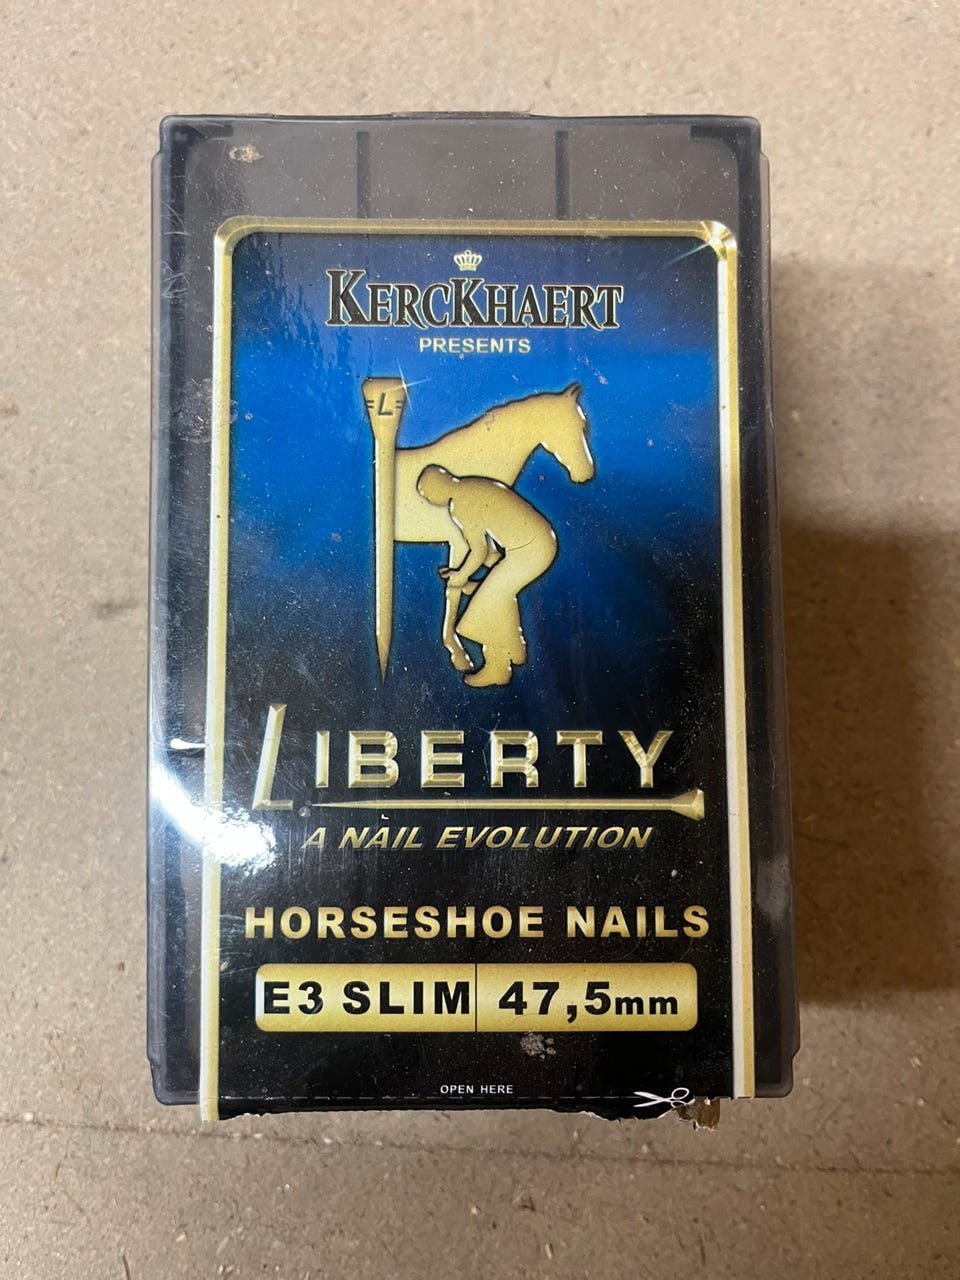 KERCKHAERT
PRESENTS
=L=
LIBERTY
A NAIL EVOLUTION
HORSESHOE NAILS
E3 SLIM 47,5mm
OPEN HERE